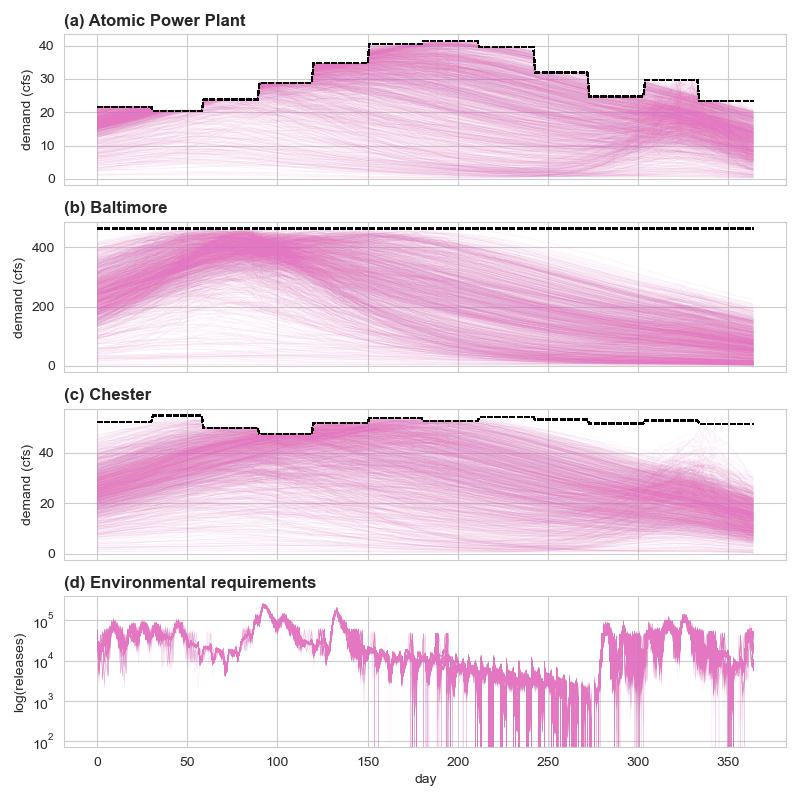 (a) Atomic Power Plant
40
30
20
10
0
demand (cfs)
(b) Baltimore
400
200
0
demand (cfs)
(c) Chester
40
20
0
demand (cfs)
(d) Environmental requirements
10^5
10^4
10^3
10^2
log(releases)
0 50 100 150 200 250 300 350
day